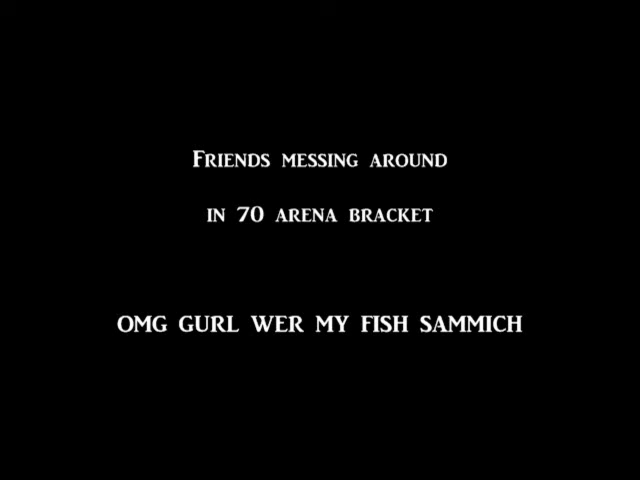 Friends messing around
in 70 arena bracket
OMG GURL WER MY FISH SAMMICH